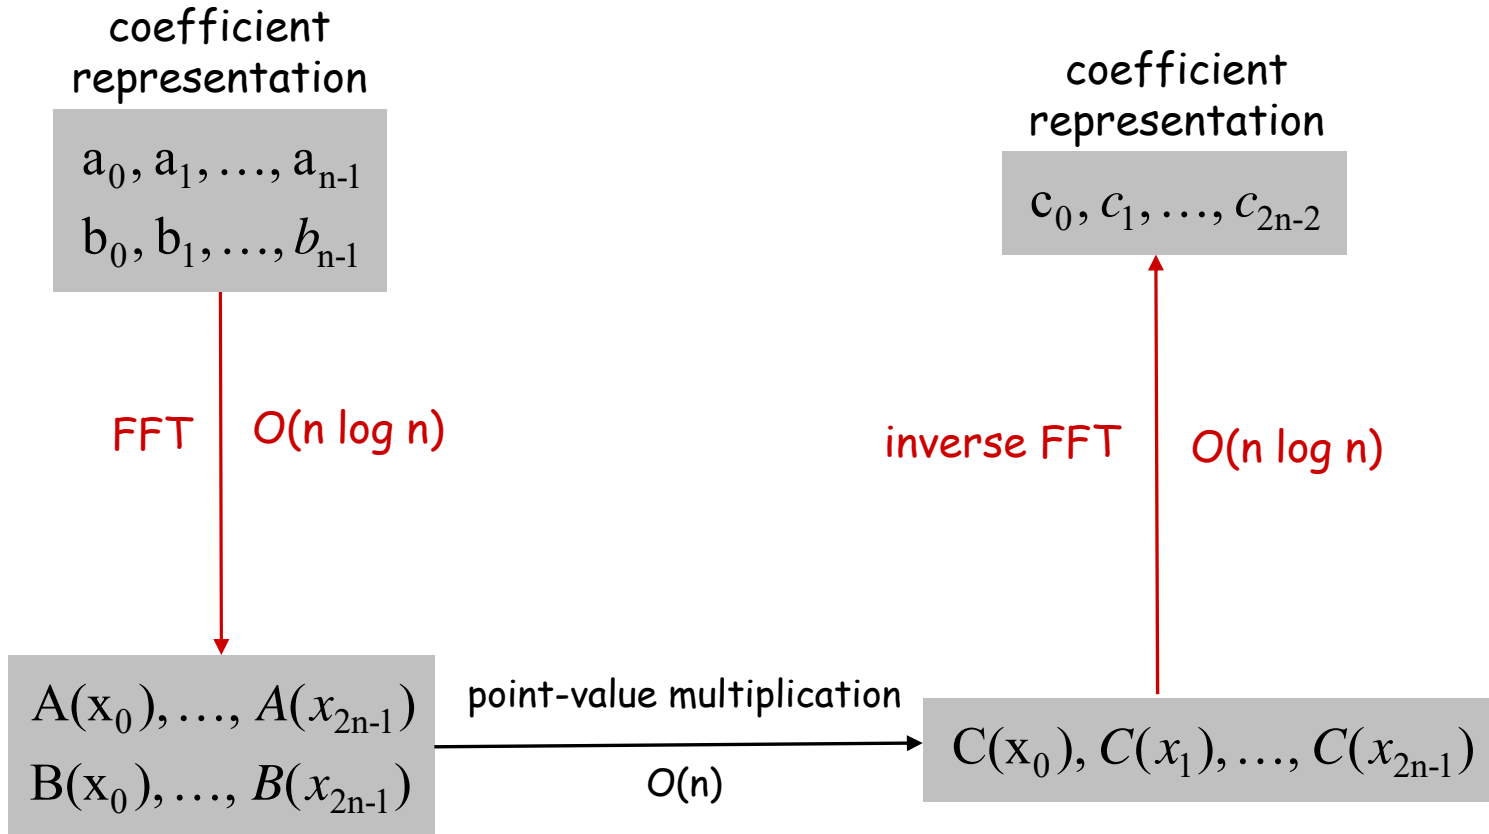 coefficient
representation
a₀, a₁, …, aₙ₋₁
b₀, b₁, …, bₙ₋₁
FFT O(n log n)
A(x₀), …, A(x₂ₙ₋₁)
B(x₀), …, B(x₂ₙ₋₁)
point-value multiplication
O(n)
C(x₀), C(x₁), …, C(x₂ₙ₋₁)
inverse FFT O(n log n)
coefficient
representation
c₀, c₁, …, c₂ₙ₋₂